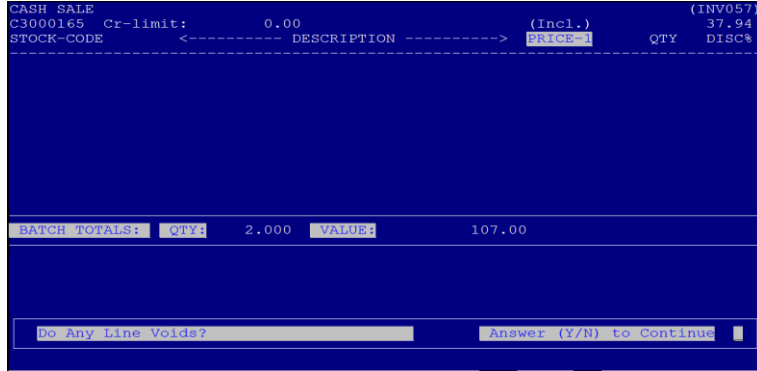 CASH SALE (INV057)
C3000165 Cr-limit: 0.00 (Incl.) 37.94
STOCK-CODE <---------- DESCRIPTION ----------> PRICE-1 QTY DISC%
BATCH TOTALS: QTY: 2.000 VALUE: 107.00
Do Any Line Voids? Answer (Y/N) to Continue